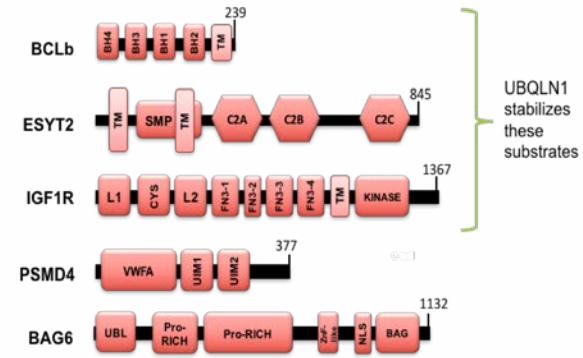 239
BCLb
BH4
BH3
BH1
BH2
TM
845
ESYT2
TM
SMP
TM
C2A
C2B
C2C
1367
IGF1R
L1
CYS
L2
FN3-1
FN3-2
FN3-3
FN3-4
TM
KINASE
UBQLN1
stabilizes
these
substrates
377
PSMD4
VWFA
UIM1
UIM2
1132
BAG6
UBL
Pro-
RICH
Pro-RICH
ZnF-
like
NLS
BAG